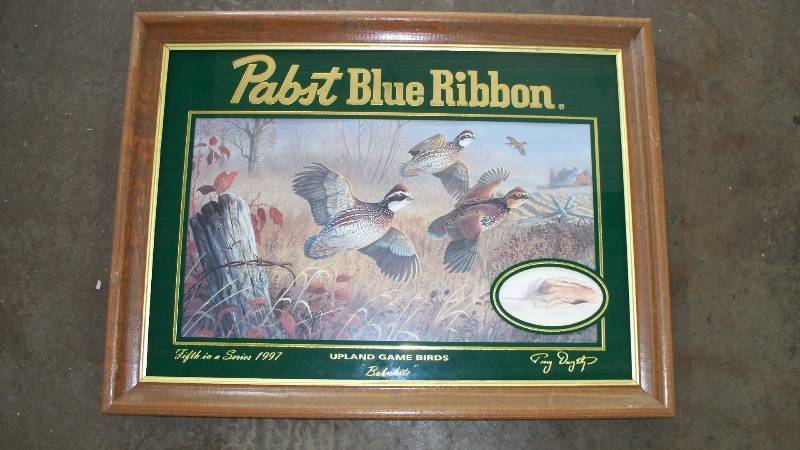 Pabst Blue Ribbon®
Fifth in a Series 1997
UPLAND GAME BIRDS
"Bobwhite"